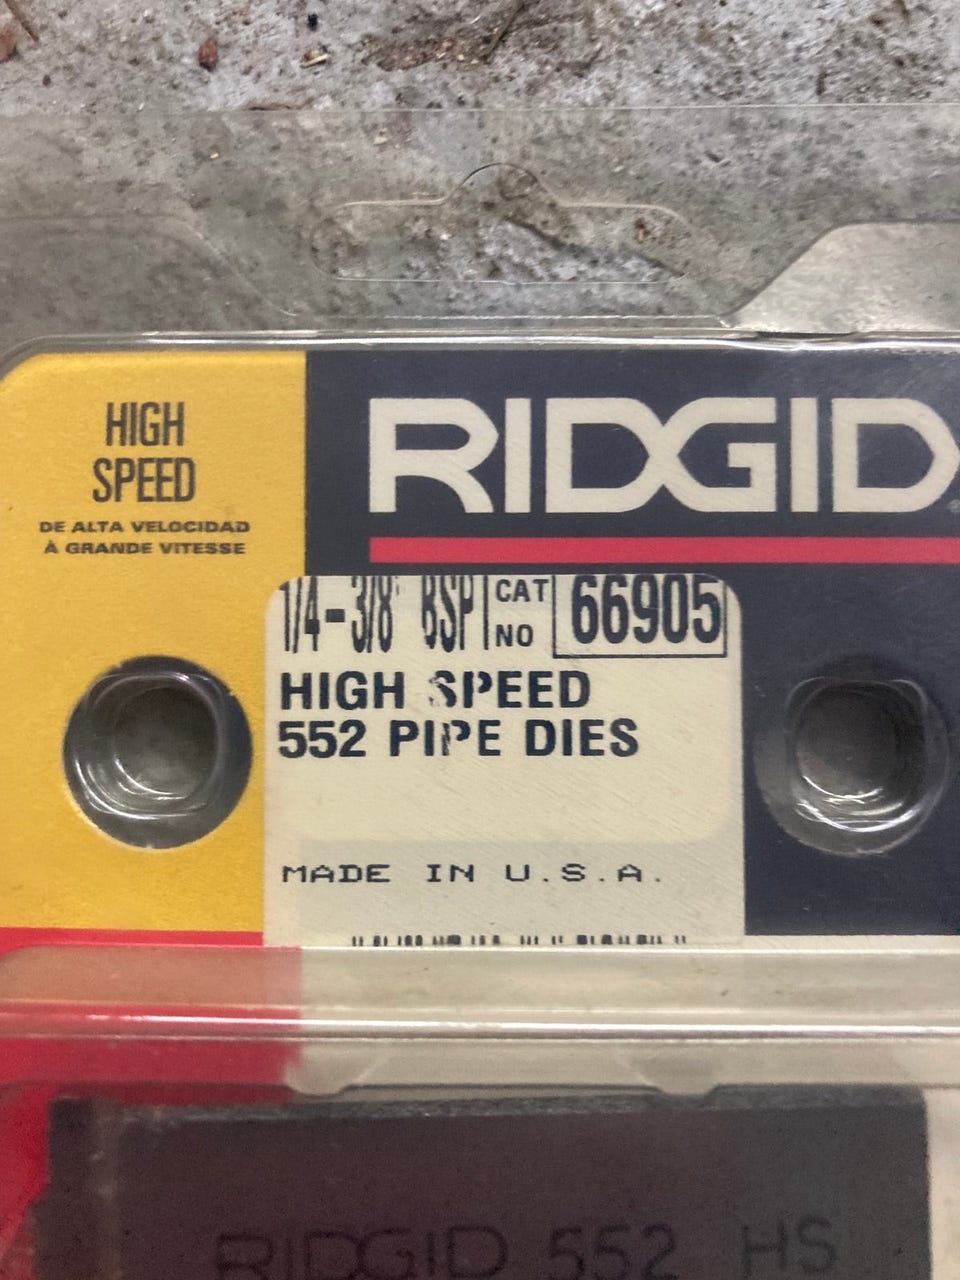 HIGH
SPEED
DE ALTA VELOCIDAD
À GRANDE VITESSE
RIDGID
1/4-3/8 BSP CAT NO 66905
HIGH SPEED
552 PIPE DIES
MADE IN U.S.A.
RIDGID 552 HS